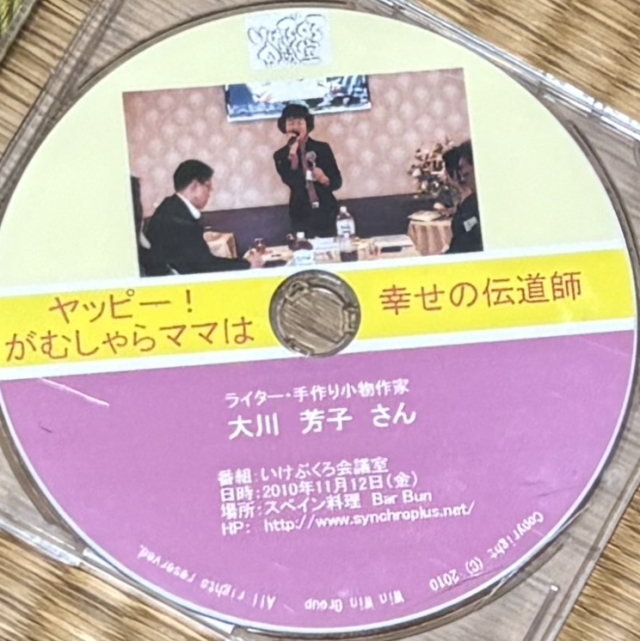 ヤッピー！
がむしゃらママは
幸せの伝道師
ライター・手作り小物作家
大川 芳子 さん
番組：いけぶくろ会議室
日時：2010年11月12日（金）
場所：スペイン料理 Bar Bun
HP: http://www.synchroplus.net/
Copyright (C) 2010 Win Win Group All rights reserved.